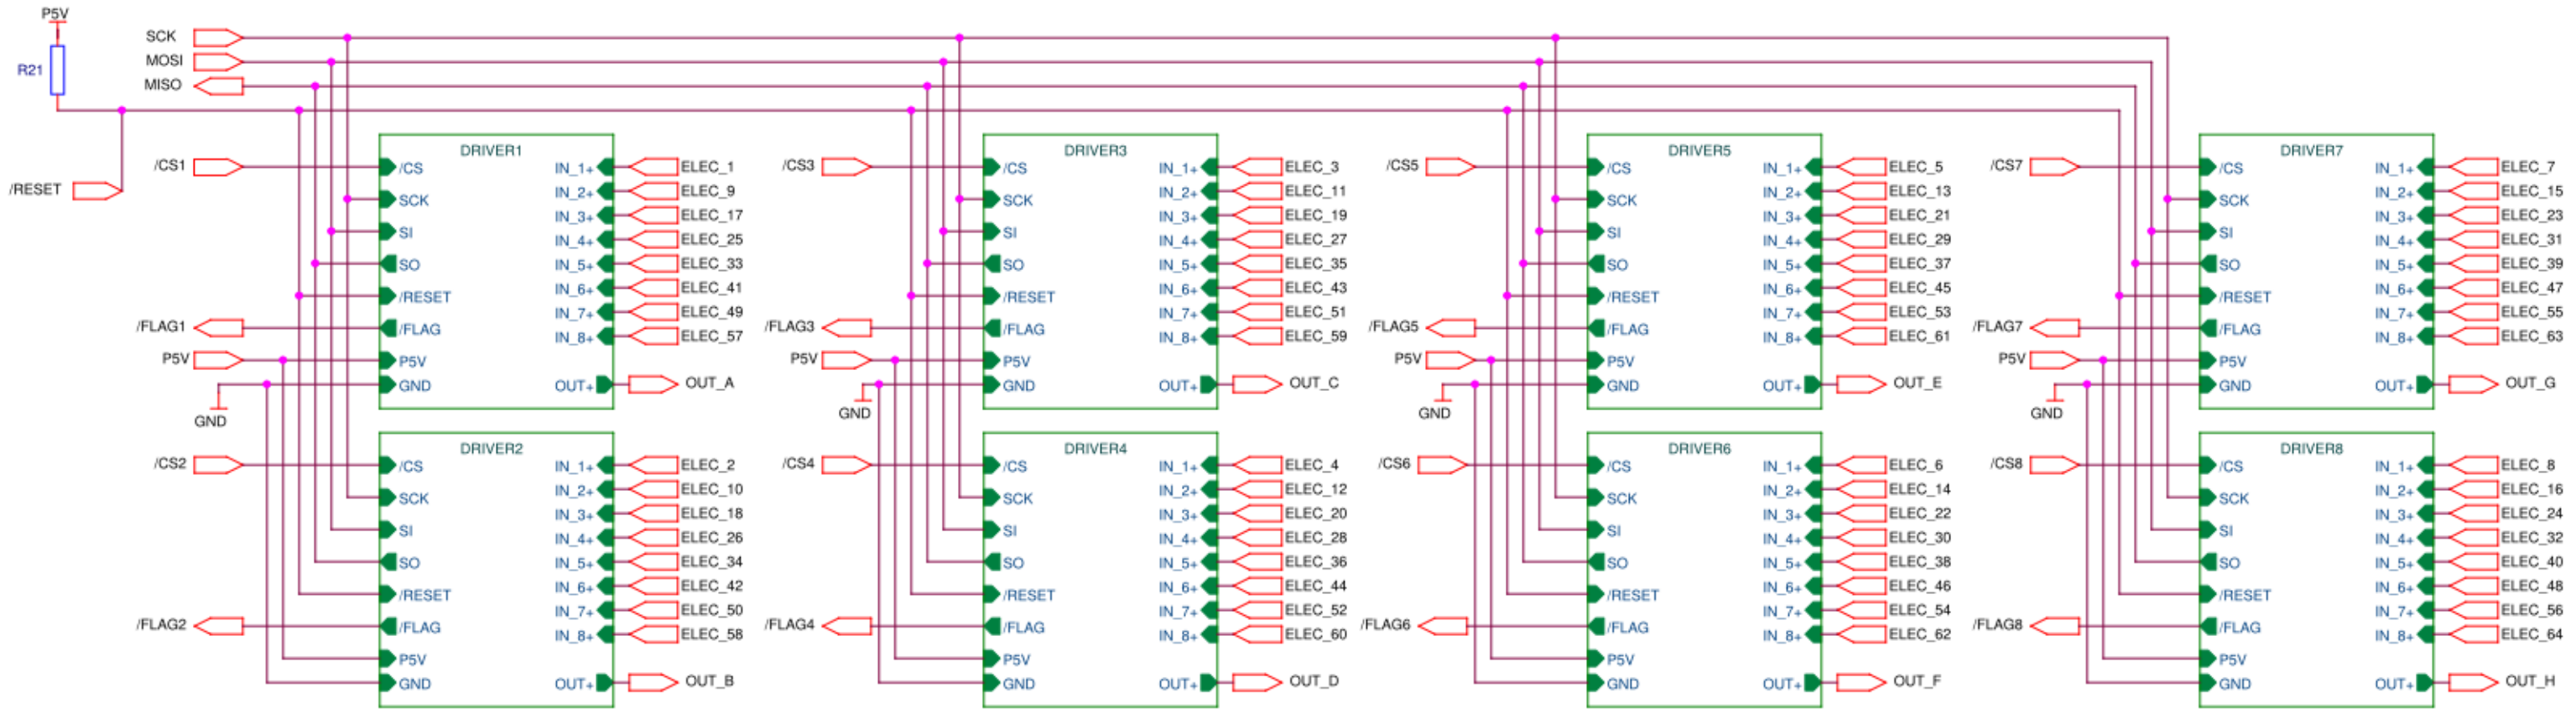 P5V
R21
SCK
MOSI
MISO
/RESET
/CS1
/FLAG1
P5V
GND
DRIVER1
/CS
SCK
SI
SO
/RESET
/FLAG
P5V
GND
IN_1+ ELEC_1
IN_2+ ELEC_9
IN_3+ ELEC_17
IN_4+ ELEC_25
IN_5+ ELEC_33
IN_6+ ELEC_41
IN_7+ ELEC_49
IN_8+ ELEC_57
OUT+ OUT_A
/CS3
/FLAG3
P5V
GND
DRIVER3
/CS
SCK
SI
SO
/RESET
/FLAG
P5V
GND
IN_1+ ELEC_3
IN_2+ ELEC_11
IN_3+ ELEC_19
IN_4+ ELEC_27
IN_5+ ELEC_35
IN_6+ ELEC_43
IN_7+ ELEC_51
IN_8+ ELEC_59
OUT+ OUT_C
/CS5
/FLAG5
P5V
GND
DRIVER5
/CS
SCK
SI
SO
/RESET
/FLAG
P5V
GND
IN_1+ ELEC_5
IN_2+ ELEC_13
IN_3+ ELEC_21
IN_4+ ELEC_29
IN_5+ ELEC_37
IN_6+ ELEC_45
IN_7+ ELEC_53
IN_8+ ELEC_61
OUT+ OUT_E
/CS7
/FLAG7
P5V
GND
DRIVER7
/CS
SCK
SI
SO
/RESET
/FLAG
P5V
GND
IN_1+ ELEC_7
IN_2+ ELEC_15
IN_3+ ELEC_23
IN_4+ ELEC_31
IN_5+ ELEC_39
IN_6+ ELEC_47
IN_7+ ELEC_55
IN_8+ ELEC_63
OUT+ OUT_G
/CS2
/FLAG2
DRIVER2
/CS
SCK
SI
SO
/RESET
/FLAG
P5V
GND
IN_1+ ELEC_2
IN_2+ ELEC_10
IN_3+ ELEC_18
IN_4+ ELEC_26
IN_5+ ELEC_34
IN_6+ ELEC_42
IN_7+ ELEC_50
IN_8+ ELEC_58
OUT+ OUT_B
/CS4
/FLAG4
DRIVER4
/CS
SCK
SI
SO
/RESET
/FLAG
P5V
GND
IN_1+ ELEC_4
IN_2+ ELEC_12
IN_3+ ELEC_20
IN_4+ ELEC_28
IN_5+ ELEC_36
IN_6+ ELEC_44
IN_7+ ELEC_52
IN_8+ ELEC_60
OUT+ OUT_D
/CS6
/FLAG6
DRIVER6
/CS
SCK
SI
SO
/RESET
/FLAG
P5V
GND
IN_1+ ELEC_6
IN_2+ ELEC_14
IN_3+ ELEC_22
IN_4+ ELEC_30
IN_5+ ELEC_38
IN_6+ ELEC_46
IN_7+ ELEC_54
IN_8+ ELEC_62
OUT+ OUT_F
/CS8
/FLAG8
DRIVER8
/CS
SCK
SI
SO
/RESET
/FLAG
P5V
GND
IN_1+ ELEC_8
IN_2+ ELEC_16
IN_3+ ELEC_24
IN_4+ ELEC_32
IN_5+ ELEC_40
IN_6+ ELEC_48
IN_7+ ELEC_56
IN_8+ ELEC_64
OUT+ OUT_H